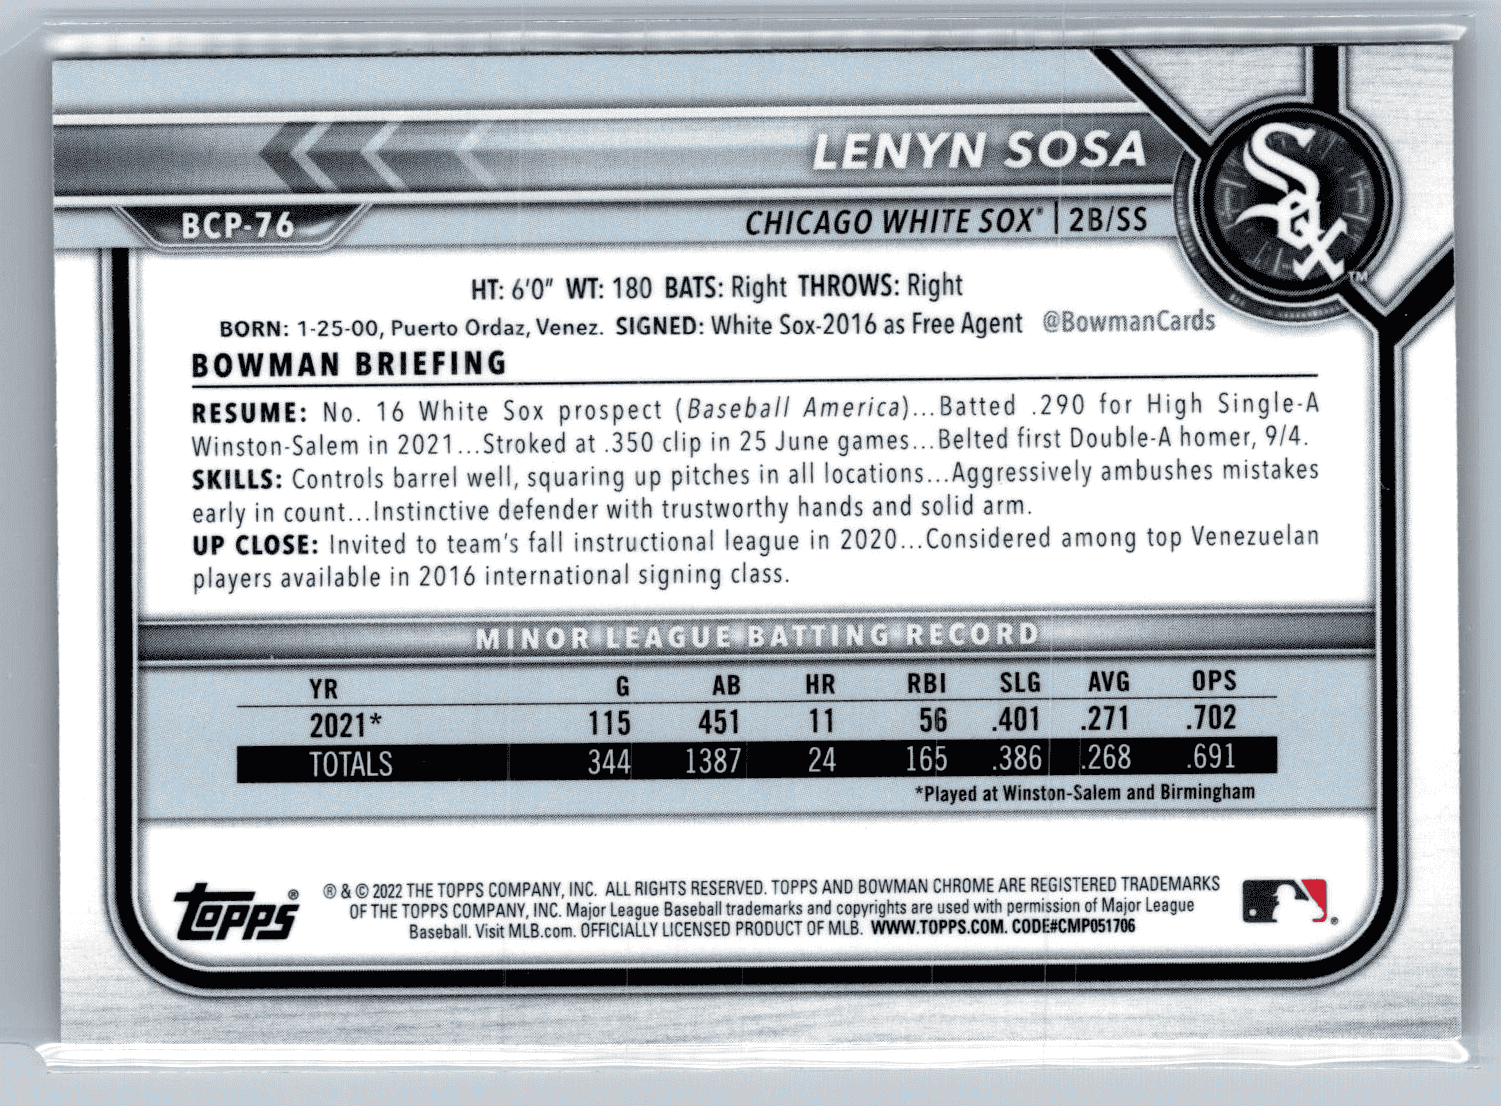 LENYN SOSA
BCP-76
CHICAGO WHITE SOX® | 2B/SS
Sox
TM
HT: 6'0" WT: 180 BATS: Right THROWS: Right
BORN: 1-25-00, Puerto Ordaz, Venez. SIGNED: White Sox-2016 as Free Agent @BowmanCards
BOWMAN BRIEFING
RESUME: No. 16 White Sox prospect (Baseball America)...Batted .290 for High Single-A
Winston-Salem in 2021...Stroked at .350 clip in 25 June games...Belted first Double-A homer, 9/4.
SKILLS: Controls barrel well, squaring up pitches in all locations...Aggressively ambushes mistakes
early in count...Instinctive defender with trustworthy hands and solid arm.
UP CLOSE: Invited to team's fall instructional league in 2020...Considered among top Venezuelan
players available in 2016 international signing class.
MINOR LEAGUE BATTING RECORD
YR G AB HR RBI SLG AVG OPS
2021* 115 451 11 56 .401 .271 .702
TOTALS 344 1387 24 165 .386 .268 .691
*Played at Winston-Salem and Birmingham
Topps®
® & © 2022 THE TOPPS COMPANY, INC. ALL RIGHTS RESERVED. TOPPS AND BOWMAN CHROME ARE REGISTERED TRADEMARKS
OF THE TOPPS COMPANY, INC. Major League Baseball trademarks and copyrights are used with permission of Major League
Baseball. Visit MLB.com. OFFICIALLY LICENSED PRODUCT OF MLB. WWW.TOPPS.COM. CODE#CMP051706
®